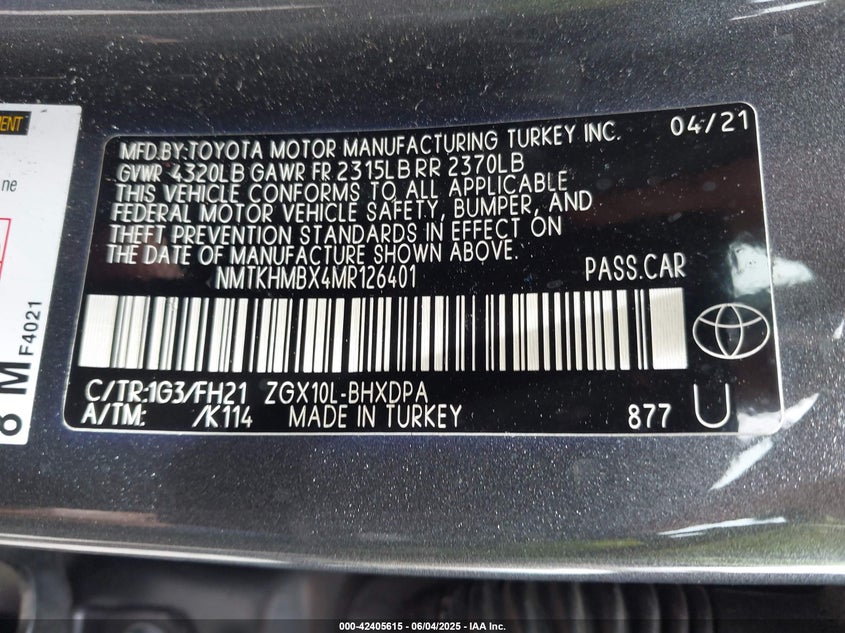 MENT
ne
8 M
F4021
MFD.BY:TOYOTA MOTOR MANUFACTURING TURKEY INC. 04/21
GVWR 4320LB GAWR FR 2315LB RR 2370LB
THIS VEHICLE CONFORMS TO ALL APPLICABLE
FEDERAL MOTOR VEHICLE SAFETY, BUMPER, AND
THEFT PREVENTION STANDARDS IN EFFECT ON
THE DATE OF MANUFACTURE SHOWN ABOVE.
NMTKHMBX4MR126401 PASS.CAR
C/TR:1G3/FH21 ZGX10L-BHXDPA
A/TM: /K114 MADE IN TURKEY 877 U
000-42405615 - 06/04/2025 - IAA Inc.